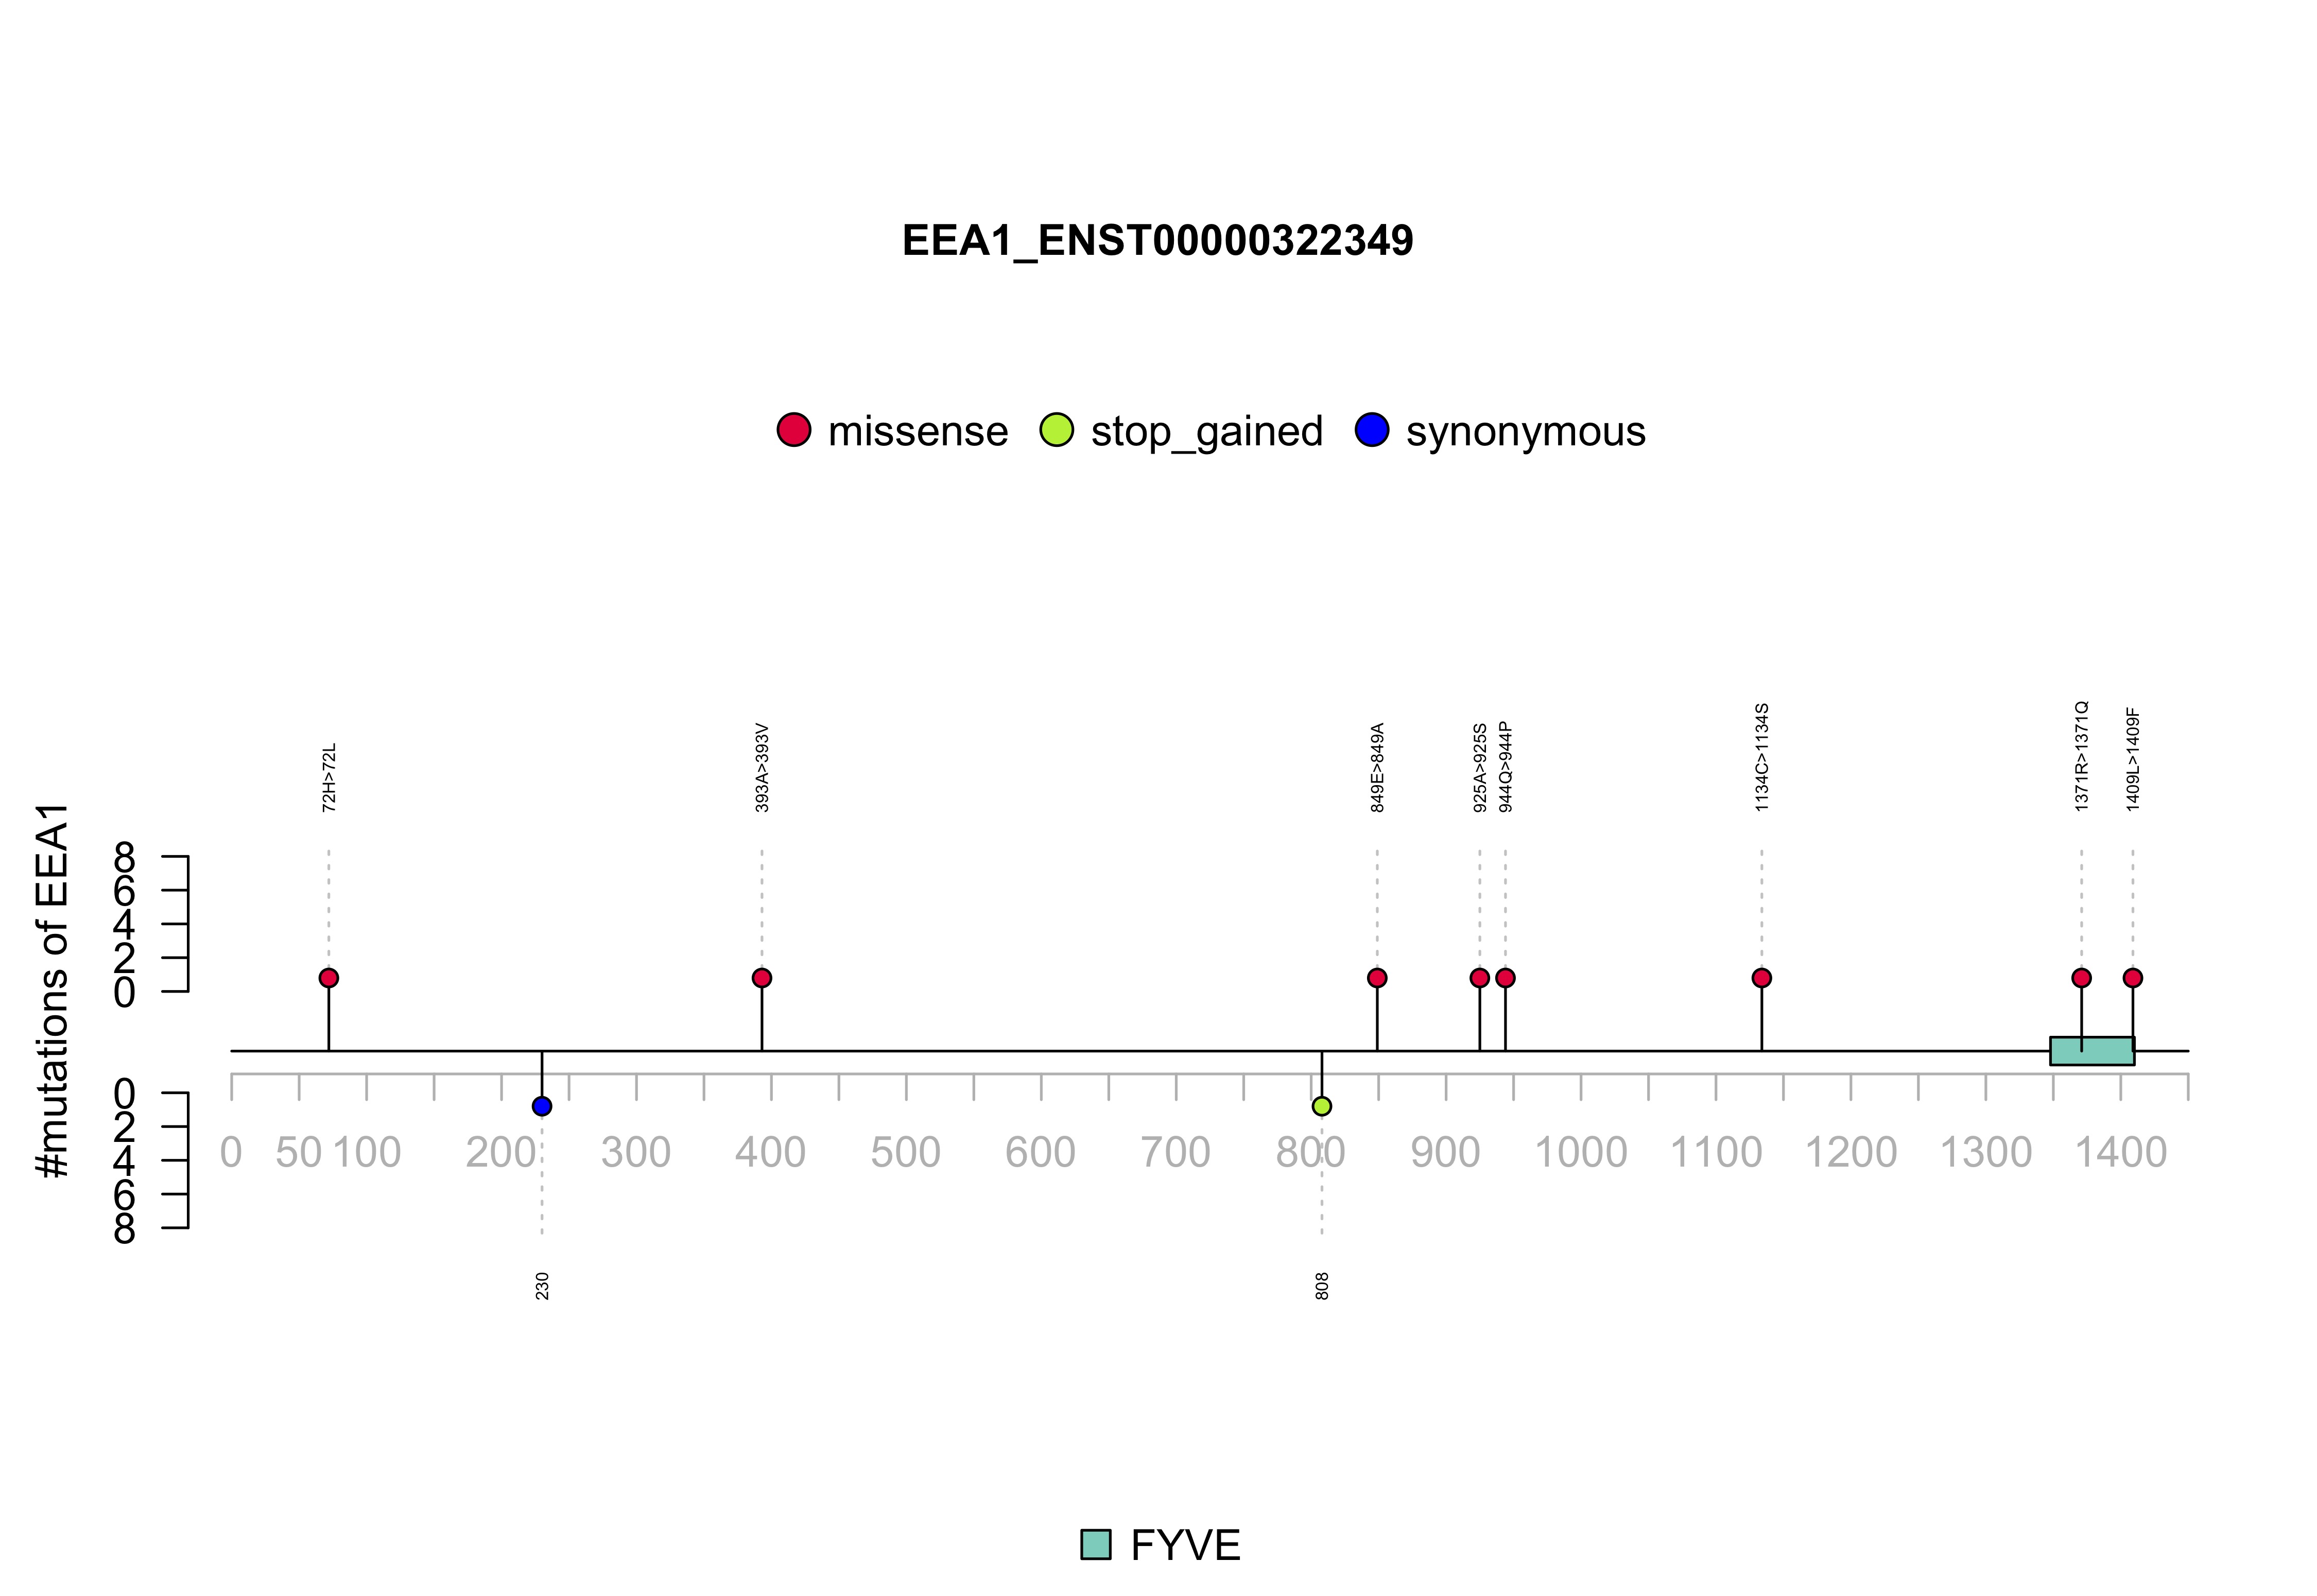 EEA1_ENST00000322349
missense stop_gained synonymous
72H>72L
393A>393V
849E>849A
925A>925S
944Q>944P
1134C>1134S
1371R>1371Q
1409L>1409F
#mutations of EEA1
8
6
4
2
0
0
2
4
6
8
0 50 100 200 300 400 500 600 700 800 900 1000 1100 1200 1300 1400
230
808
FYVE